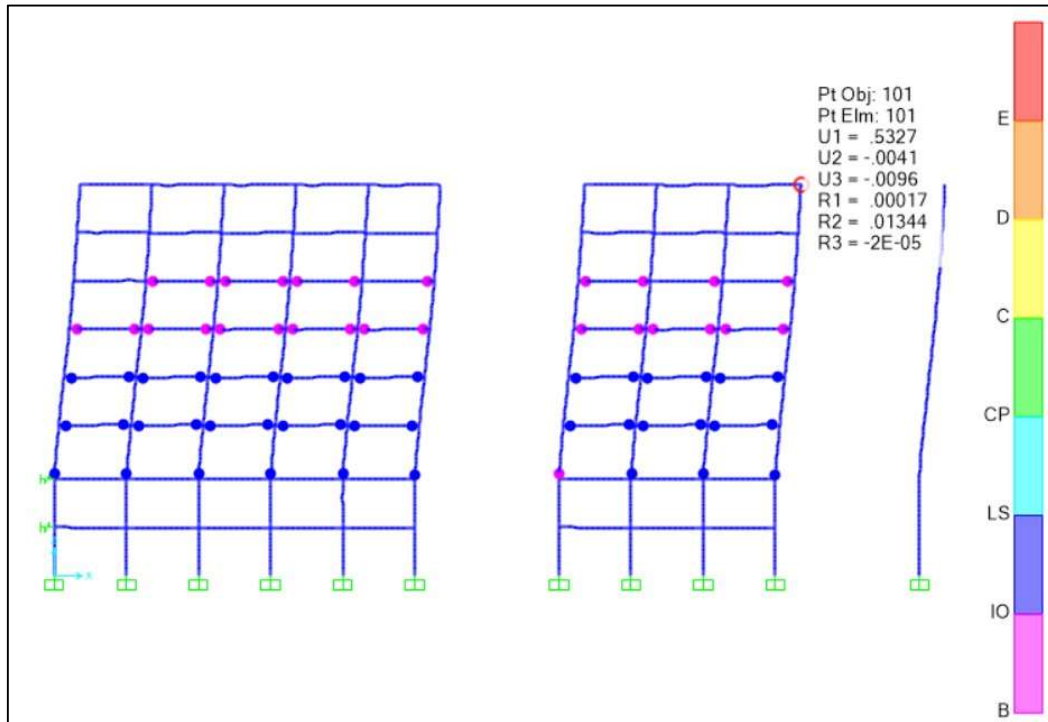 Pt Obj: 101
Pt Elm: 101
U1 = .5327
U2 = -.0041
U3 = -.0096
R1 = .00017
R2 = .01344
R3 = -2E-05
E
D
C
CP
LS
IO
B
X